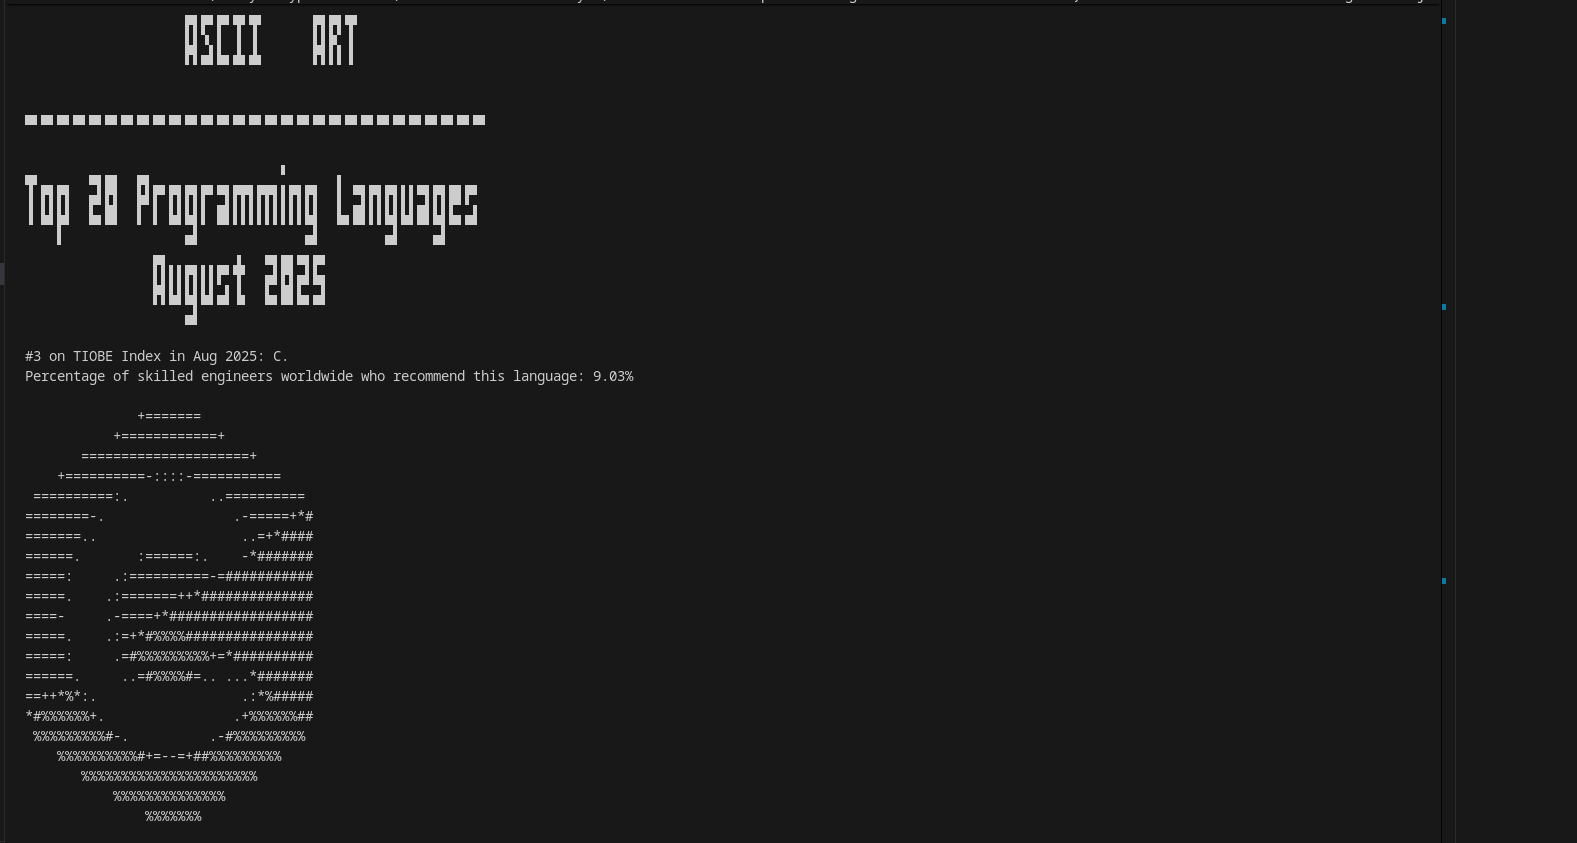 ASCII ART
Top 20 Programming Languages
August 2025
#3 on TIOBE Index in Aug 2025: C.
Percentage of skilled engineers worldwide who recommend this language: 9.03%